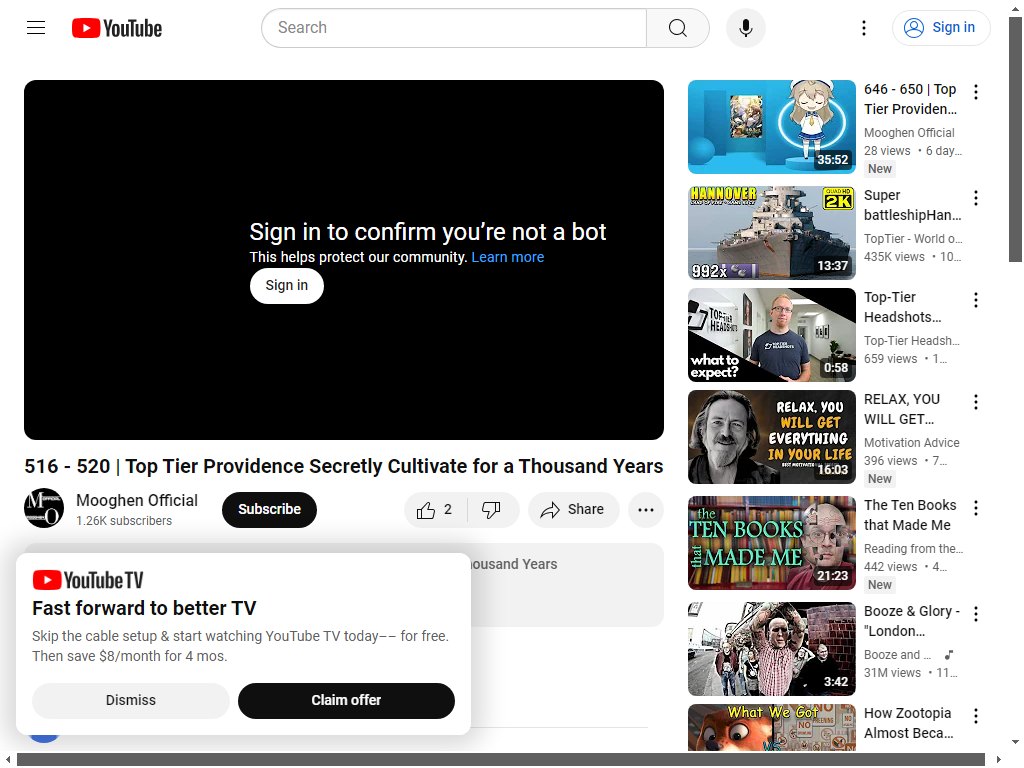 YouTube
Search
Sign in
Sign in to confirm you're not a bot
This helps protect our community. Learn more
Sign in
516 - 520 | Top Tier Providence Secretly Cultivate for a Thousand Years
Mooghen Official
1.26K subscribers
Subscribe
2
Share
housand Years
YouTube TV
Fast forward to better TV
Skip the cable setup & start watching YouTube TV today–– for free.
Then save $8/month for 4 mos.
Dismiss
Claim offer
35:52
646 - 650 | Top
Tier Providen...
Mooghen Official
28 views • 6 day...
New
HANNOVER
QUAD HD
2K
992x
13:37
Super
battleshipHan...
TopTier - World o...
435K views • 10...
TOP-TIER
HEADSHOTS
what to
expect?
0:58
Top-Tier
Headshots...
Top-Tier Headsh...
659 views • 1...
RELAX, YOU
WILL GET
EVERYTHING
IN YOUR LIFE
16:03
RELAX, YOU
WILL GET...
Motivation Advice
396 views • 7...
New
the
TEN BOOKS
that MADE ME
21:23
The Ten Books
that Made Me
Reading from the...
442 views • 4...
New
3:42
Booze & Glory -
"London...
Booze and ...
31M views • 11...
What We Got
VS
How Zootopia
Almost Beca...